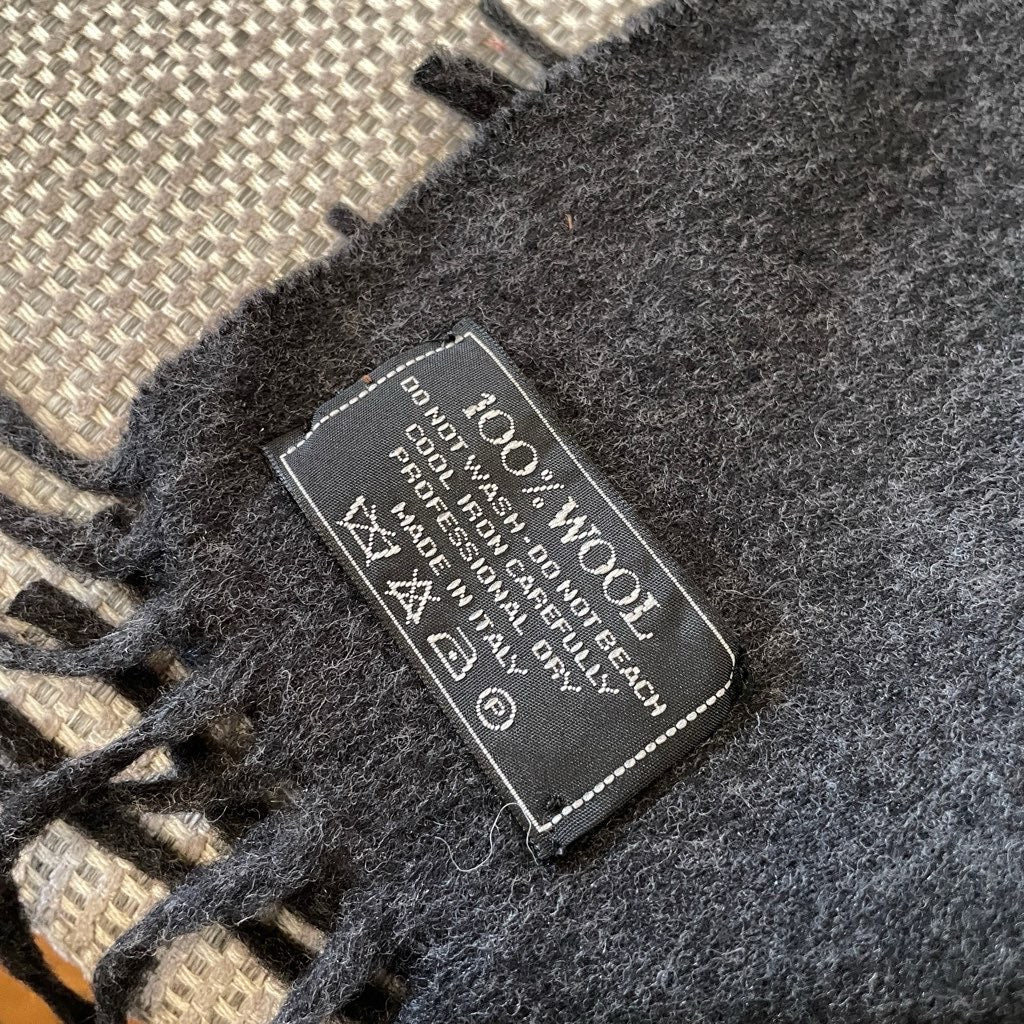 100% WOOL
DO NOT WASH - DO NOT BEACH
COOL IRON CAREFULLY
PROFESSIONAL DRY
MADE IN ITALY
P